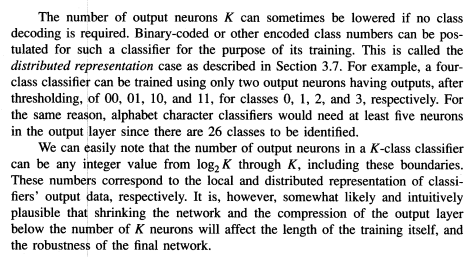 The number of output neurons K can sometimes be lowered if no class
decoding is required. Binary-coded or other encoded class numbers can be pos-
tulated for such a classifier for the purpose of its training. This is called the
distributed representation case as described in Section 3.7. For example, a four-
class classifier can be trained using only two output neurons having outputs, after
thresholding, of 00, 01, 10, and 11, for classes 0, 1, 2, and 3, respectively. For
the same reason, alphabet character classifiers would need at least five neurons
in the output layer since there are 26 classes to be identified.
We can easily note that the number of output neurons in a K-class classifier
can be any integer value from log₂ K through K, including these boundaries.
These numbers correspond to the local and distributed representation of classi-
fiers' output data, respectively. It is, however, somewhat likely and intuitively
plausible that shrinking the network and the compression of the output layer
below the number of K neurons will affect the length of the training itself, and
the robustness of the final network.